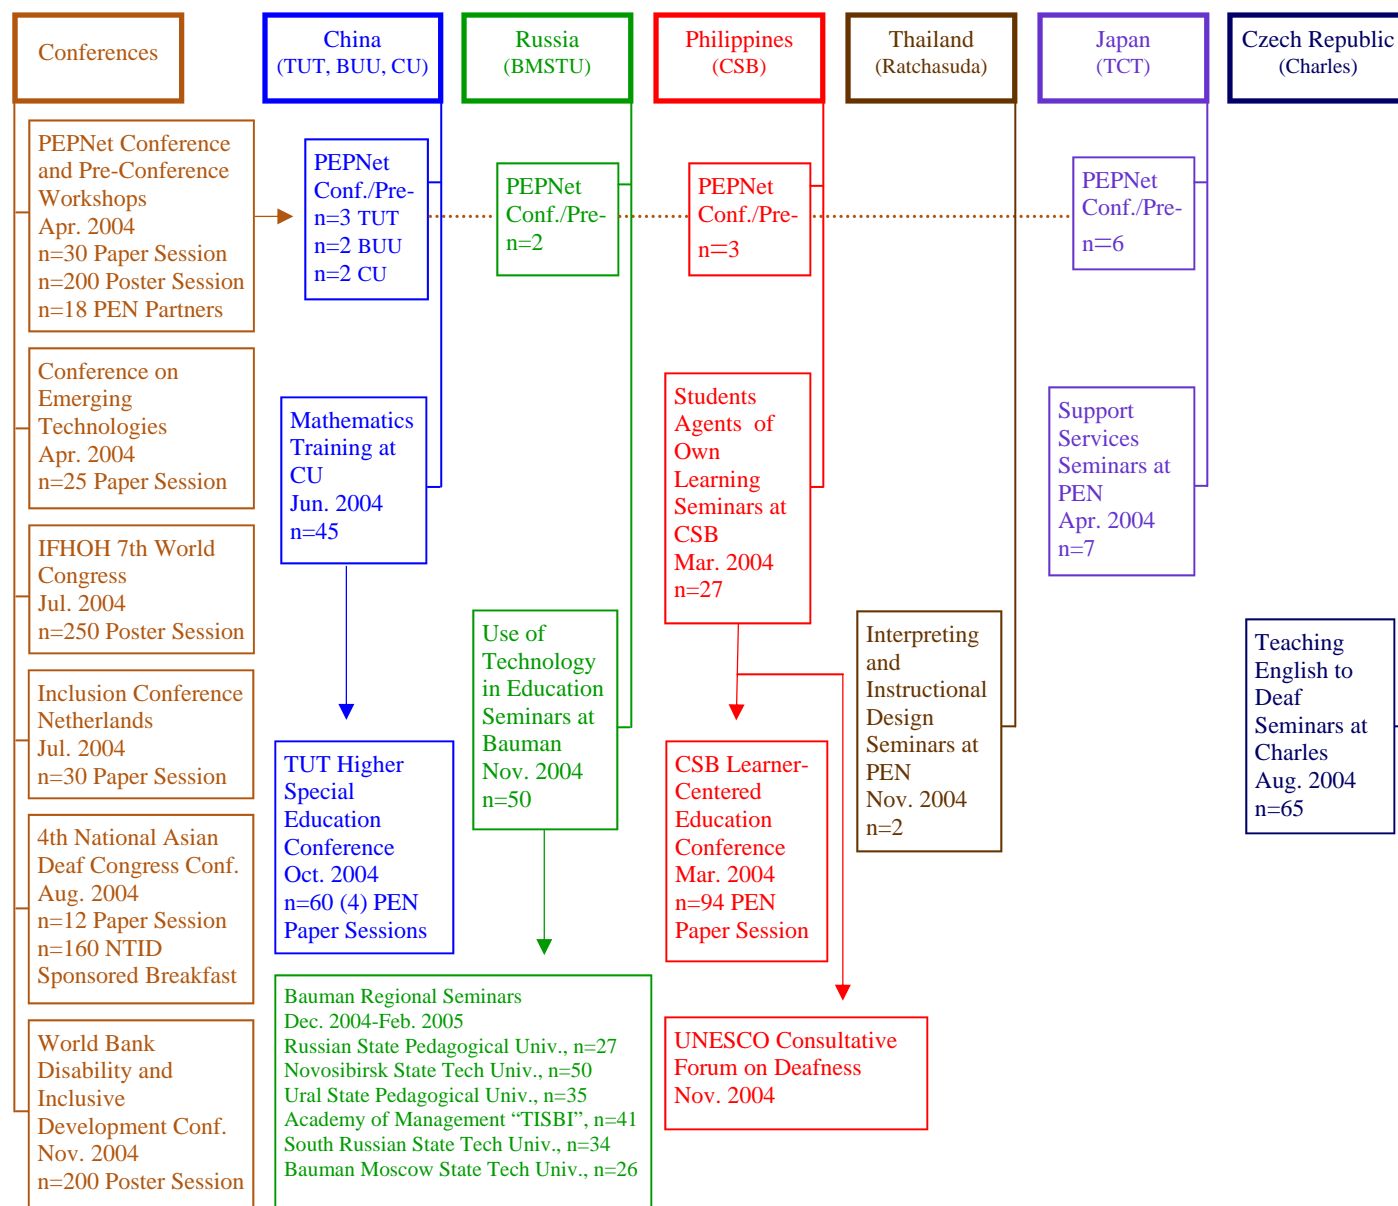 Conferences
China
(TUT, BUU, CU)
Russia
(BMSTU)
Philippines
(CSB)
Thailand
(Ratchasuda)
Japan
(TCT)
Czech Republic
(Charles)
PEPNet Conference
and Pre-Conference
Workshops
Apr. 2004
n=30 Paper Session
n=200 Poster Session
n=18 PEN Partners
PEPNet
Conf./Pre-
n=3 TUT
n=2 BUU
n=2 CU
PEPNet
Conf./Pre-
n=2
PEPNet
Conf./Pre-
n=3
PEPNet
Conf./Pre-
n=6
Conference on
Emerging
Technologies
Apr. 2004
n=25 Paper Session
Mathematics
Training at
CU
Jun. 2004
n=45
Students
Agents of
Own
Learning
Seminars at
CSB
Mar. 2004
n=27
Support
Services
Seminars at
PEN
Apr. 2004
n=7
IFHOH 7th World
Congress
Jul. 2004
n=250 Poster Session
Use of
Technology
in Education
Seminars at
Bauman
Nov. 2004
n=50
Interpreting
and
Instructional
Design
Seminars at
PEN
Nov. 2004
n=2
Teaching
English to
Deaf
Seminars at
Charles
Aug. 2004
n=65
Inclusion Conference
Netherlands
Jul. 2004
n=30 Paper Session
TUT Higher
Special
Education
Conference
Oct. 2004
n=60 (4) PEN
Paper Sessions
CSB Learner-
Centered
Education
Conference
Mar. 2004
n=94 PEN
Paper Session
4th National Asian
Deaf Congress Conf.
Aug. 2004
n=12 Paper Session
n=160 NTID
Sponsored Breakfast
Bauman Regional Seminars
Dec. 2004-Feb. 2005
Russian State Pedagogical Univ., n=27
Novosibirsk State Tech Univ., n=50
Ural State Pedagogical Univ., n=35
Academy of Management “TISBI”, n=41
South Russian State Tech Univ., n=34
Bauman Moscow State Tech Univ., n=26
UNESCO Consultative
Forum on Deafness
Nov. 2004
World Bank
Disability and
Inclusive
Development Conf.
Nov. 2004
n=200 Poster Session